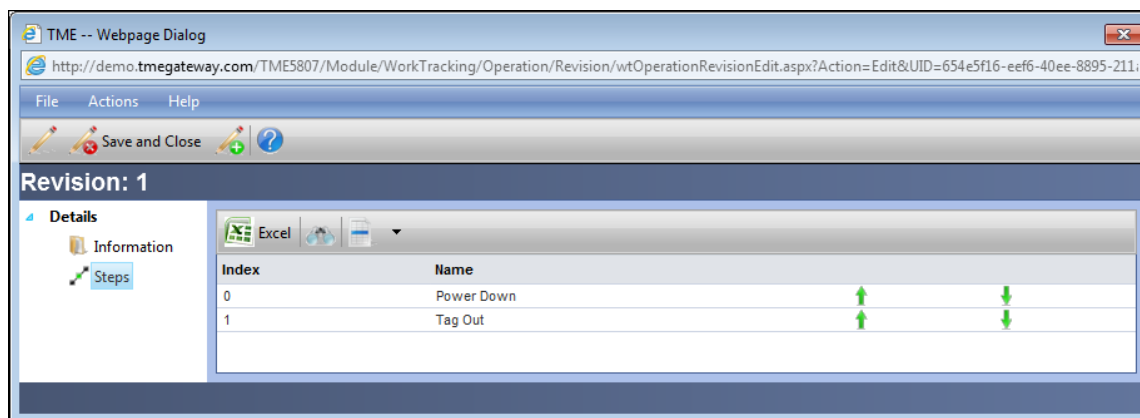 TME -- Webpage Dialog
http://demo.tmegateway.com/TME5807/Module/WorkTracking/Operation/Revision/wtOperationRevisionEdit.aspx?Action=Edit&UID=654e5f16-eef6-40ee-8895-211
File Actions Help
Save and Close
Revision: 1
Details
Information
Steps
Excel
Index Name
0 Power Down
1 Tag Out